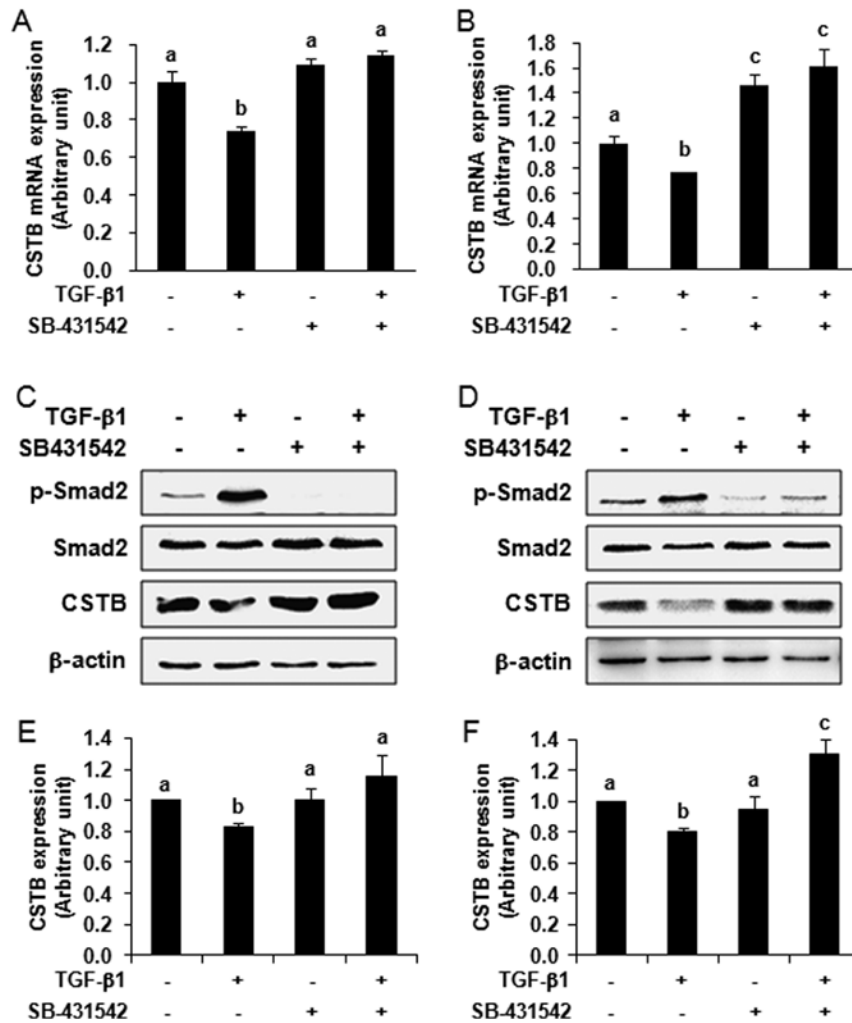 A
CSTB mRNA expression
(Arbitrary unit)
1.2
1.0
0.8
0.6
0.4
0.2
0.0
a
b
a
a
TGF-β1 - + - +
SB-431542 - - + +
B
CSTB mRNA expression
(Arbitrary unit)
1.8
1.6
1.4
1.2
1.0
0.8
0.6
0.4
0.2
0.0
a
b
c
c
TGF-β1 - + - +
SB-431542 - - + +
C
TGF-β1 - + - +
SB431542 - - + +
p-Smad2
Smad2
CSTB
β-actin
D
TGF-β1 - + - +
SB431542 - - + +
p-Smad2
Smad2
CSTB
β-actin
E
CSTB expression
(Arbitrary unit)
1.4
1.2
1.0
0.8
0.6
0.4
0.2
0.0
a
b
a
a
TGF-β1 - + - +
SB-431542 - - + +
F
CSTB expression
(Arbitrary unit)
1.4
1.2
1.0
0.8
0.6
0.4
0.2
0.0
a
b
a
c
TGF-β1 - + - +
SB-431542 - - + +